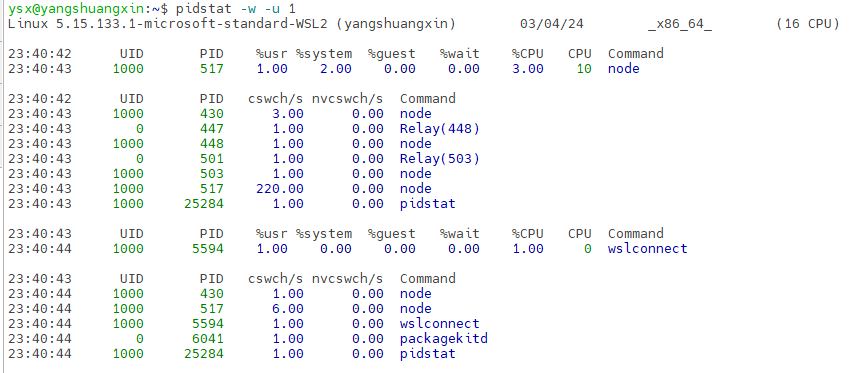 ysx@yangshuangxin:~$ pidstat -w -u 1
Linux 5.15.133.1-microsoft-standard-WSL2 (yangshuangxin)        03/04/24        _x86_64_        (16 CPU)
23:40:42      UID       PID    %usr %system  %guest   %wait    %CPU   CPU  Command
23:40:43     1000       517    1.00    2.00    0.00    0.00    3.00    10  node
23:40:42      UID       PID   cswch/s nvcswch/s  Command
23:40:43     1000       430      3.00      0.00  node
23:40:43        0       447      1.00      0.00  Relay(448)
23:40:43     1000       448      1.00      0.00  node
23:40:43        0       501      1.00      0.00  Relay(503)
23:40:43     1000       503      1.00      0.00  node
23:40:43     1000       517    220.00      0.00  node
23:40:43     1000     25284      1.00      0.00  pidstat
23:40:43      UID       PID    %usr %system  %guest   %wait    %CPU   CPU  Command
23:40:44     1000      5594    1.00    0.00    0.00    0.00    1.00     0  wslconnect
23:40:43      UID       PID   cswch/s nvcswch/s  Command
23:40:44     1000       430      1.00      0.00  node
23:40:44     1000       517      6.00      0.00  node
23:40:44     1000      5594      1.00      0.00  wslconnect
23:40:44        0      6041      1.00      0.00  packagekitd
23:40:44     1000     25284      1.00      0.00  pidstat